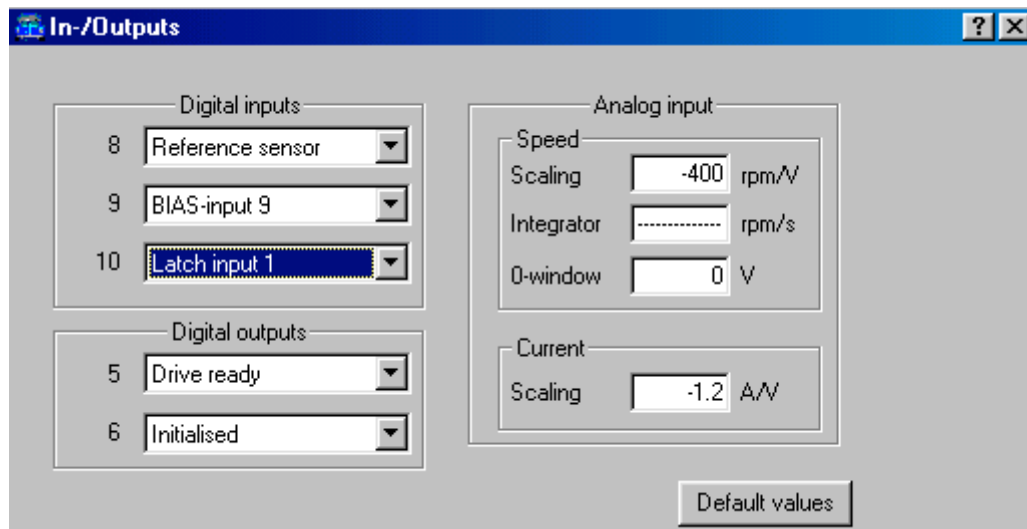 In-/Outputs
Digital inputs
8 Reference sensor
9 BIAS-input 9
10 Latch input 1
Digital outputs
5 Drive ready
6 Initialised
Analog input
Speed
Scaling -400 rpm/V
Integrator ------------- rpm/s
0-window 0 V
Current
Scaling -1.2 A/V
Default values